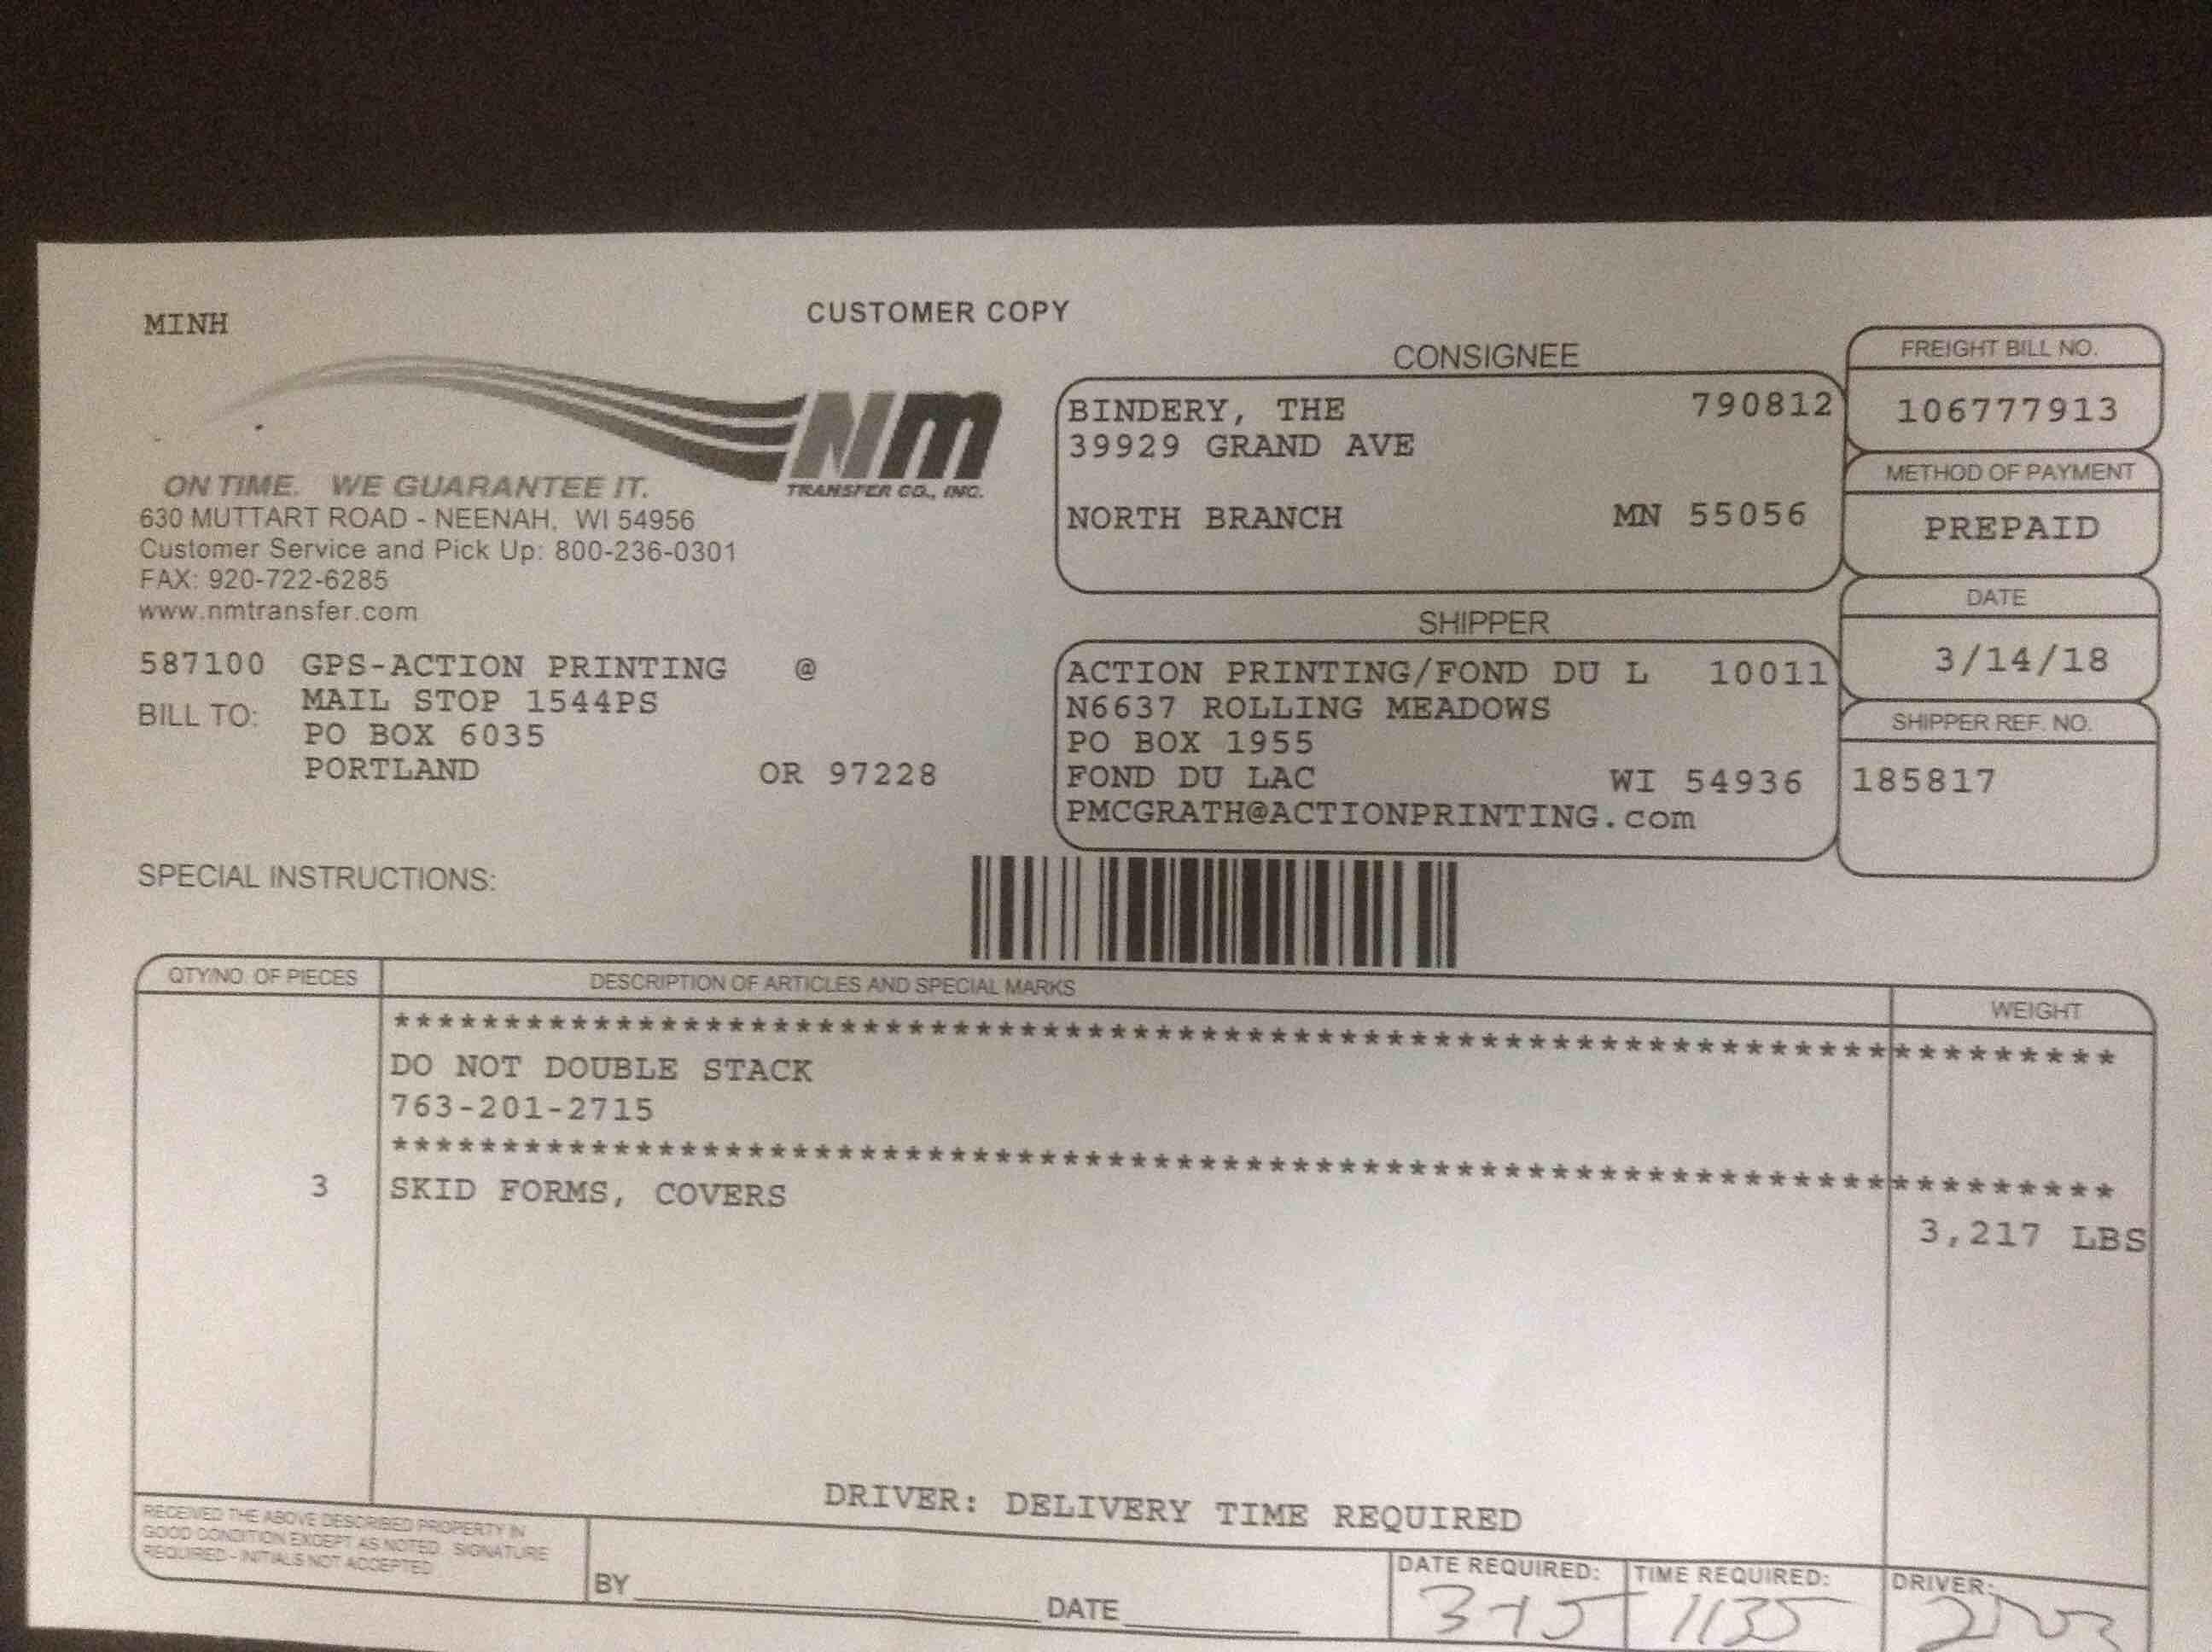 MINH
CUSTOMER COPY
NM
TRANSFER CO., INC.
ON TIME. WE GUARANTEE IT.
630 MUTTART ROAD - NEENAH, WI 54956
Customer Service and Pick Up: 800-236-0301
FAX: 920-722-6285
www.nmtransfer.com
587100 GPS-ACTION PRINTING @
MAIL STOP 1544PS
BILL TO:
PO BOX 6035
PORTLAND OR 97228
CONSIGNEE
BINDERY, THE 790812
39929 GRAND AVE
NORTH BRANCH MN 55056
SHIPPER
ACTION PRINTING/FOND DU L 10011
N6637 ROLLING MEADOWS
PO BOX 1955
FOND DU LAC WI 54936
PMCGRATH@ACTIONPRINTING.com
FREIGHT BILL NO.
106777913
METHOD OF PAYMENT
PREPAID
DATE
3/14/18
SHIPPER REF. NO.
185817
SPECIAL INSTRUCTIONS:
QTY/NO. OF PIECES DESCRIPTION OF ARTICLES AND SPECIAL MARKS WEIGHT
*****************************************************************************
DO NOT DOUBLE STACK
763-201-2715
*****************************************************************************
3 SKID FORMS, COVERS 3,217 LBS
DRIVER: DELIVERY TIME REQUIRED
RECEIVED THE ABOVE DESCRIBED PROPERTY IN
GOOD CONDITION EXCEPT AS NOTED. SIGNATURE
REQUIRED - INITIALS NOT ACCEPTED
BY DATE
DATE REQUIRED: TIME REQUIRED: DRIVER:
3-15 1135